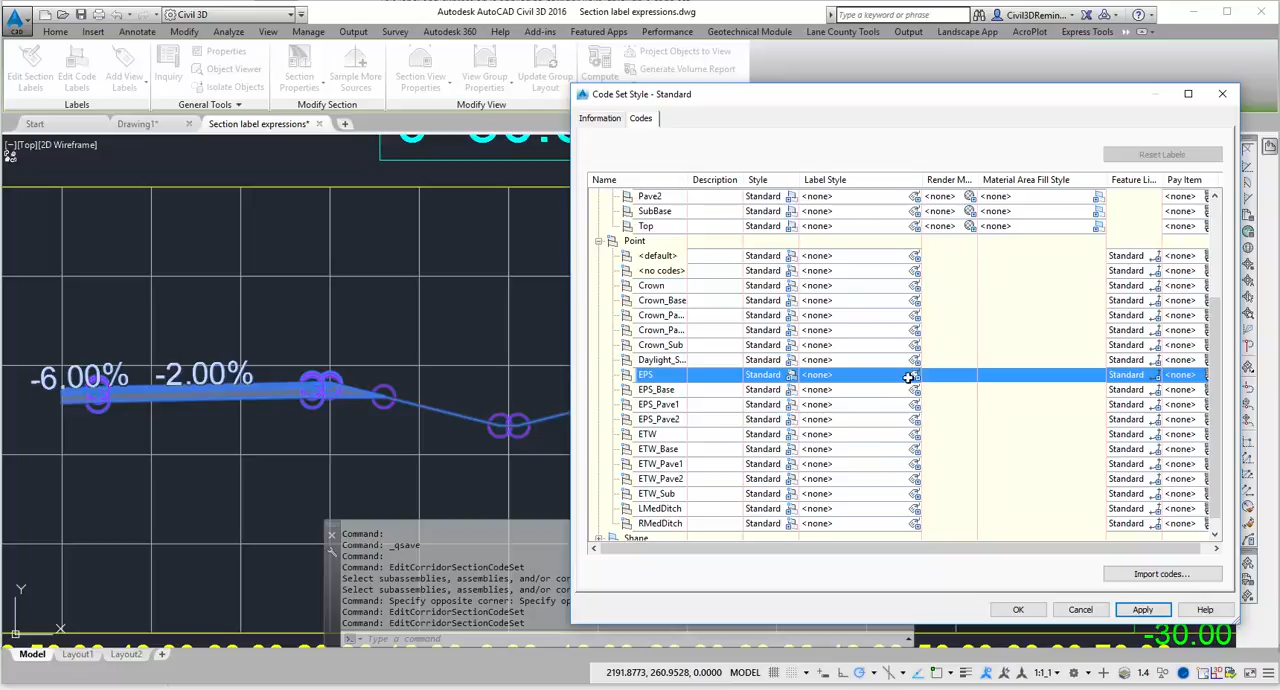 Civil 3D
Autodesk AutoCAD Civil 3D 2016 Section label expressions.dwg
Type a keyword or phrase
Civil3DRemin...
C3D
Home Insert Annotate Modify Analyze View Manage Output Survey Autodesk 360 Help Add-ins Featured Apps Performance Geotechnical Module Lane County Tools Output Landscape App AcroPlot Express Tools
Edit Section Labels
Edit Code Labels
Add View Labels
Labels
Inquiry
Properties
Object Viewer
Isolate Objects
General Tools
Section Properties
Sample More Sources
Modify Section
Section View Properties
View Group Properties
Update Group Layout
Modify View
Compute
Project Objects to View
Generate Volume Report
Start Drawing1* Section label expressions*
[-][Top][2D Wireframe]
-6.00% -2.00%
Y
X
Code Set Style - Standard
Information Codes
Reset Labels
Name Description Style Label Style Render M... Material Area Fill Style Feature Li... Pay Item
Pave2 Standard <none> <none> <none> <none>
SubBase Standard <none> <none> <none> <none>
Top Standard <none> <none> <none> <none>
Point
<default> Standard <none> Standard <none>
<no codes> Standard <none> Standard <none>
Crown Standard <none> Standard <none>
Crown_Base Standard <none> Standard <none>
Crown_Pa... Standard <none> Standard <none>
Crown_Pa... Standard <none> Standard <none>
Crown_Sub Standard <none> Standard <none>
Daylight_S... Standard <none> Standard <none>
EPS Standard <none> Standard <none>
EPS_Base Standard <none> Standard <none>
EPS_Pave1 Standard <none> Standard <none>
EPS_Pave2 Standard <none> Standard <none>
ETW Standard <none> Standard <none>
ETW_Base Standard <none> Standard <none>
ETW_Pave1 Standard <none> Standard <none>
ETW_Pave2 Standard <none> Standard <none>
ETW_Sub Standard <none> Standard <none>
LMedDitch Standard <none> Standard <none>
RMedDitch Standard <none> Standard <none>
Shape
Import codes...
OK Cancel Apply Help
Command:
Command: _qsave
Command:
Command: EditCorridorSectionCodeSet
Select subassemblies, assemblies, and/or cor
Select subassemblies, assemblies, and/or cor
Command: Specify opposite corner: Specify op
Command: EditCorridorSectionCodeSet
Command: EditCorridorSectionCodeSet
Type a command
-30.00
Model Layout1 Layout2
2191.8773, 260.9528, 0.0000 MODEL 1:1_1 1.4